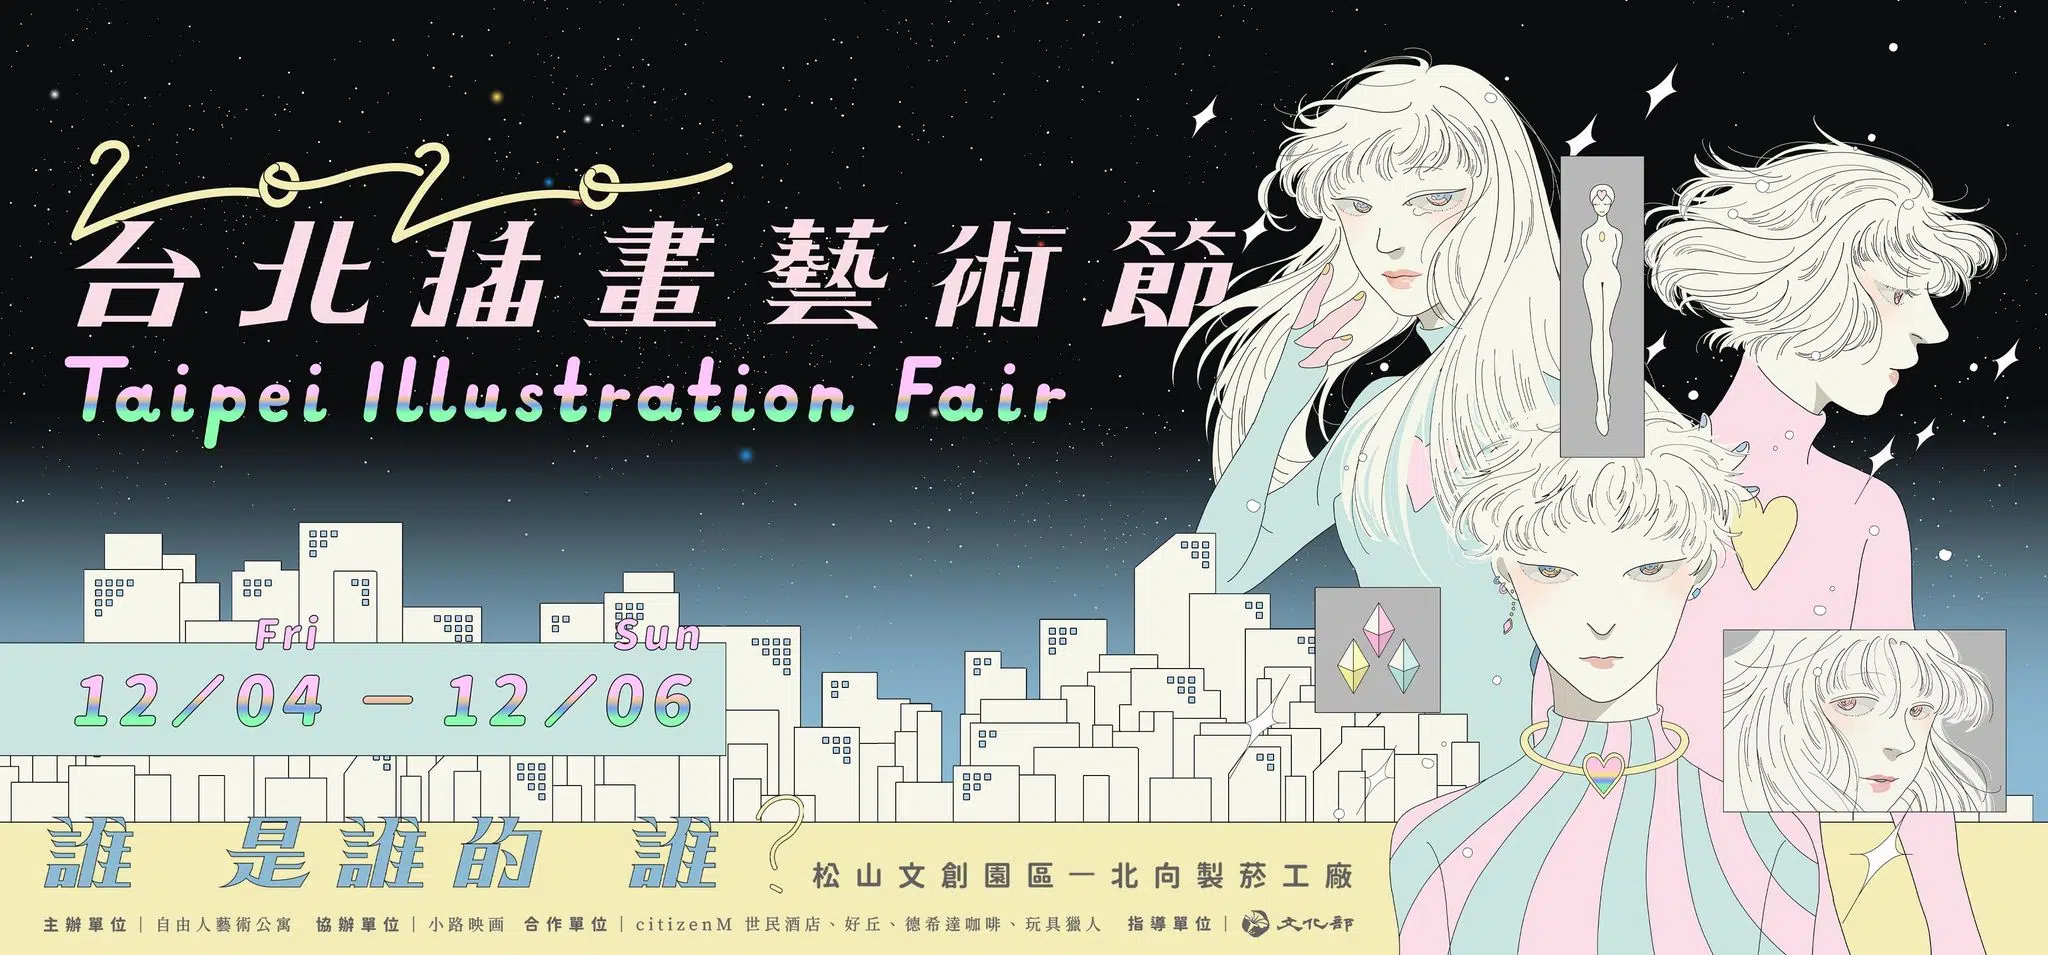 2020
台北插畫藝術節
Taipei Illustration Fair
Fri Sun
12/04 — 12/06
誰 是誰的 誰?
松山文創園區—北向製菸工廠
主辦單位 | 自由人藝術公寓 協辦單位 | 小路映画 合作單位 | citizenM 世民酒店、好丘、德希達咖啡、玩具獵人 指導單位 | 文化部